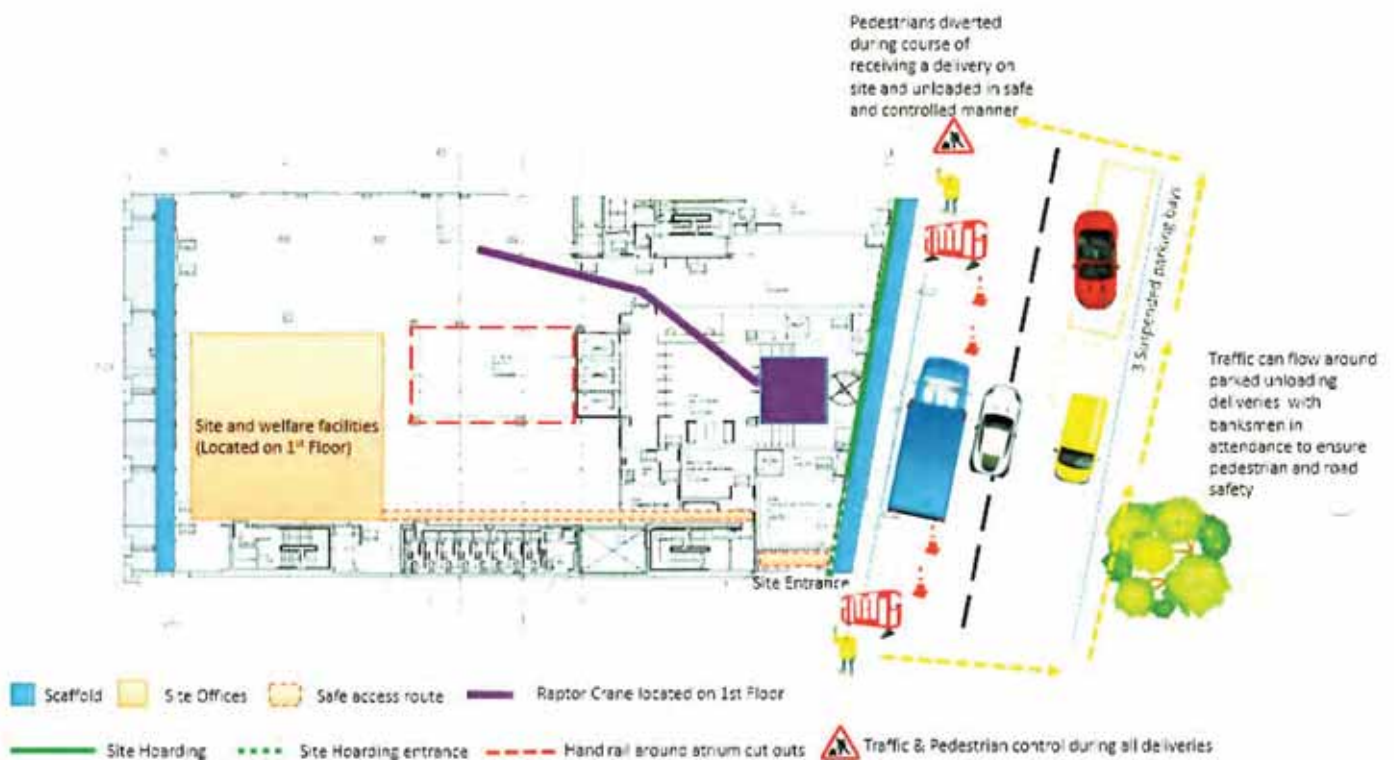 Pedestrians diverted
during course of
receiving a delivery on
site and unloaded in safe
and controlled manner
3 Suspended parking bays
Traffic can flow around
parked unloading
deliveries with
banksmen in
attendance to ensure
pedestrian and road
safety
Site and welfare facilities
(Located on 1st Floor)
Site Entrance
Scaffold
Site Offices
Safe access route
Raptor Crane located on 1st Floor
Site Hoarding
Site Hoarding entrance
Hand rail around atrium cut outs
Traffic & Pedestrian control during all deliveries